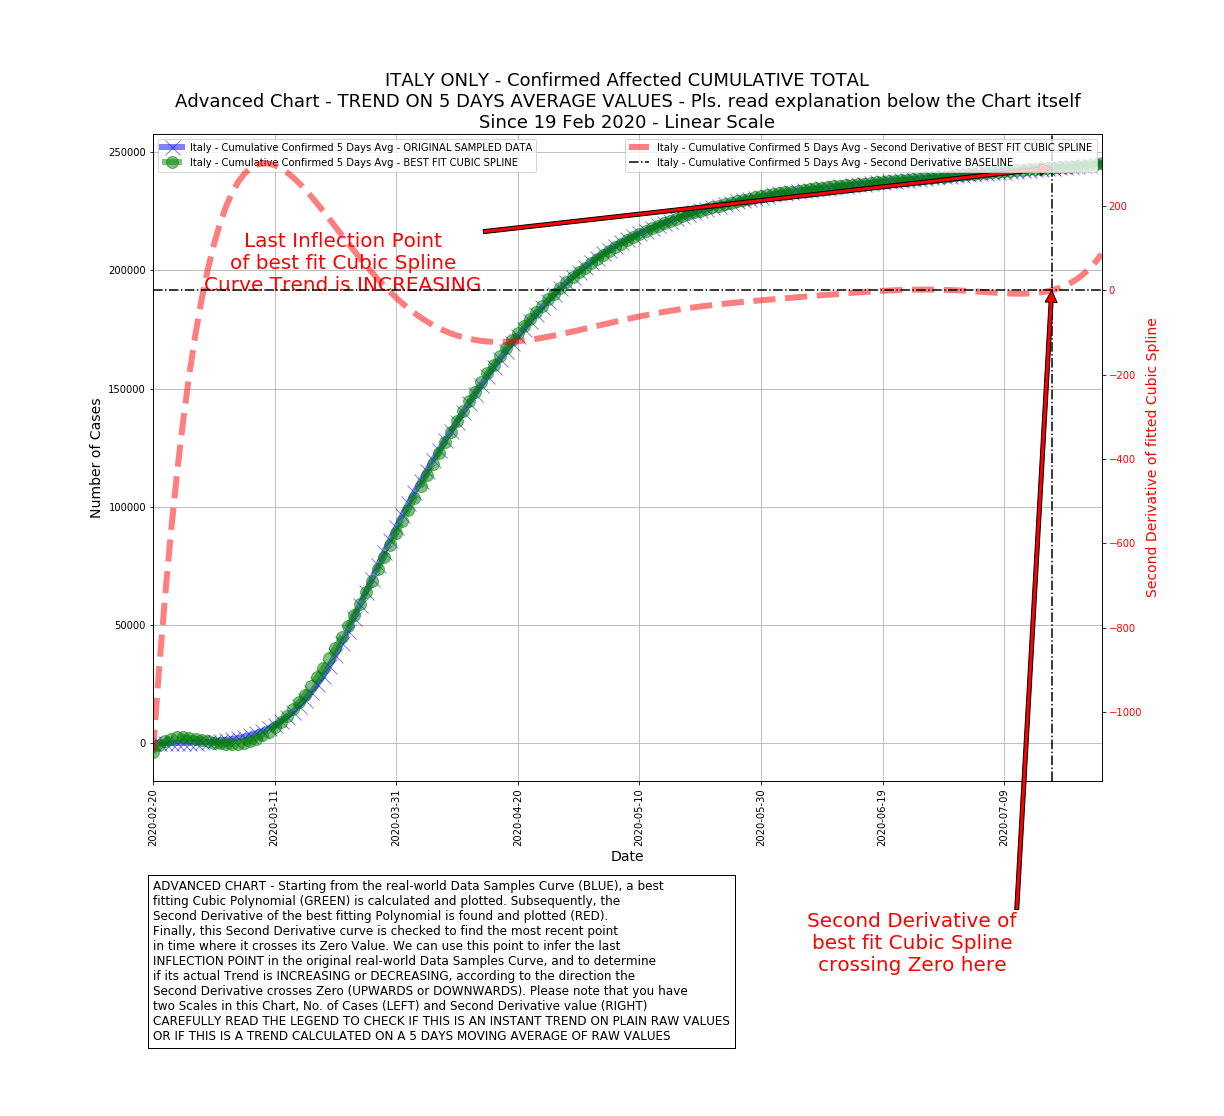 ITALY ONLY - Confirmed Affected CUMULATIVE TOTAL
Advanced Chart - TREND ON 5 DAYS AVERAGE VALUES - Pls. read explanation below the Chart itself
Since 19 Feb 2020 - Linear Scale
Italy - Cumulative Confirmed 5 Days Avg - ORIGINAL SAMPLED DATA
Italy - Cumulative Confirmed 5 Days Avg - BEST FIT CUBIC SPLINE
Italy - Cumulative Confirmed 5 Days Avg - Second Derivative of BEST FIT CUBIC SPLINE
Italy - Cumulative Confirmed 5 Days Avg - Second Derivative BASELINE
250000
200000
150000
100000
50000
0
Number of Cases
Last Inflection Point
of best fit Cubic Spline
Curve Trend is INCREASING
200
0
−200
−400
−600
−800
−1000
Second Derivative of fitted Cubic Spline
2020-02-20
2020-03-11
2020-03-31
2020-04-20
2020-05-10
2020-05-30
2020-06-19
2020-07-09
Date
ADVANCED CHART - Starting from the real-world Data Samples Curve (BLUE), a best
fitting Cubic Polynomial (GREEN) is calculated and plotted. Subsequently, the
Second Derivative of the best fitting Polynomial is found and plotted (RED).
Finally, this Second Derivative curve is checked to find the most recent point
in time where it crosses its Zero Value. We can use this point to infer the last
INFLECTION POINT in the original real-world Data Samples Curve, and to determine
if its actual Trend is INCREASING or DECREASING, according to the direction the
Second Derivative crosses Zero (UPWARDS or DOWNWARDS). Please note that you have
two Scales in this Chart, No. of Cases (LEFT) and Second Derivative value (RIGHT)
CAREFULLY READ THE LEGEND TO CHECK IF THIS IS AN INSTANT TREND ON PLAIN RAW VALUES
OR IF THIS IS A TREND CALCULATED ON A 5 DAYS MOVING AVERAGE OF RAW VALUES
Second Derivative of
best fit Cubic Spline
crossing Zero here